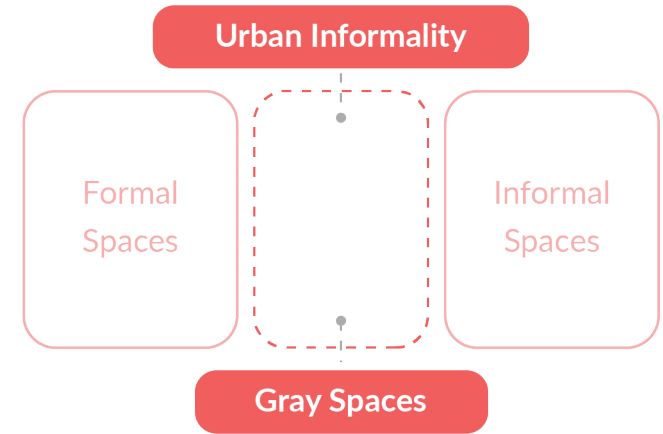 Urban Informality
Formal
Spaces
Informal
Spaces
Gray Spaces